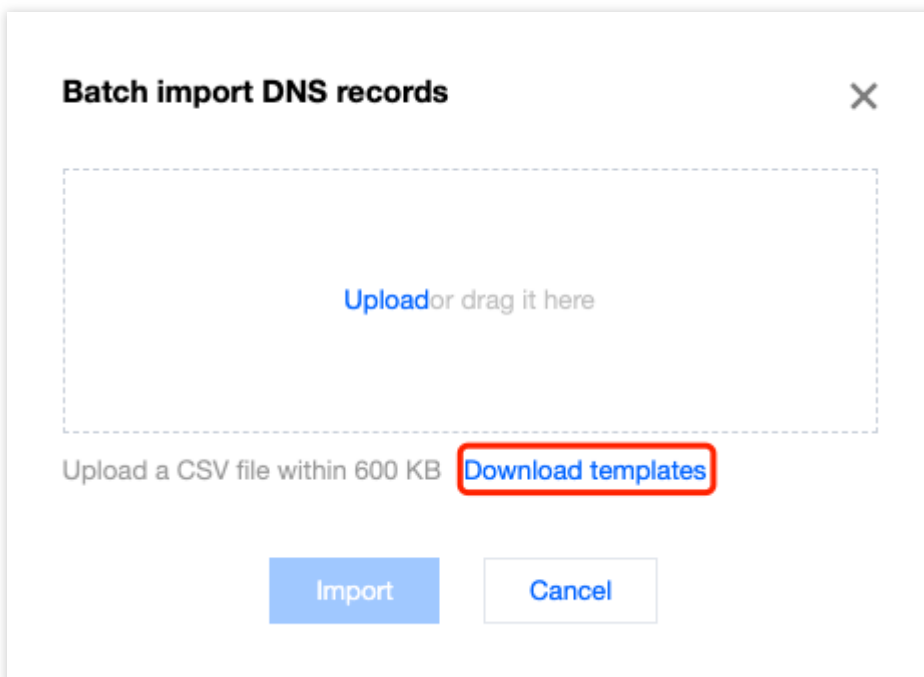 Batch import DNS records
Uploador drag it here
Upload a CSV file within 600 KB Download templates
Import Cancel